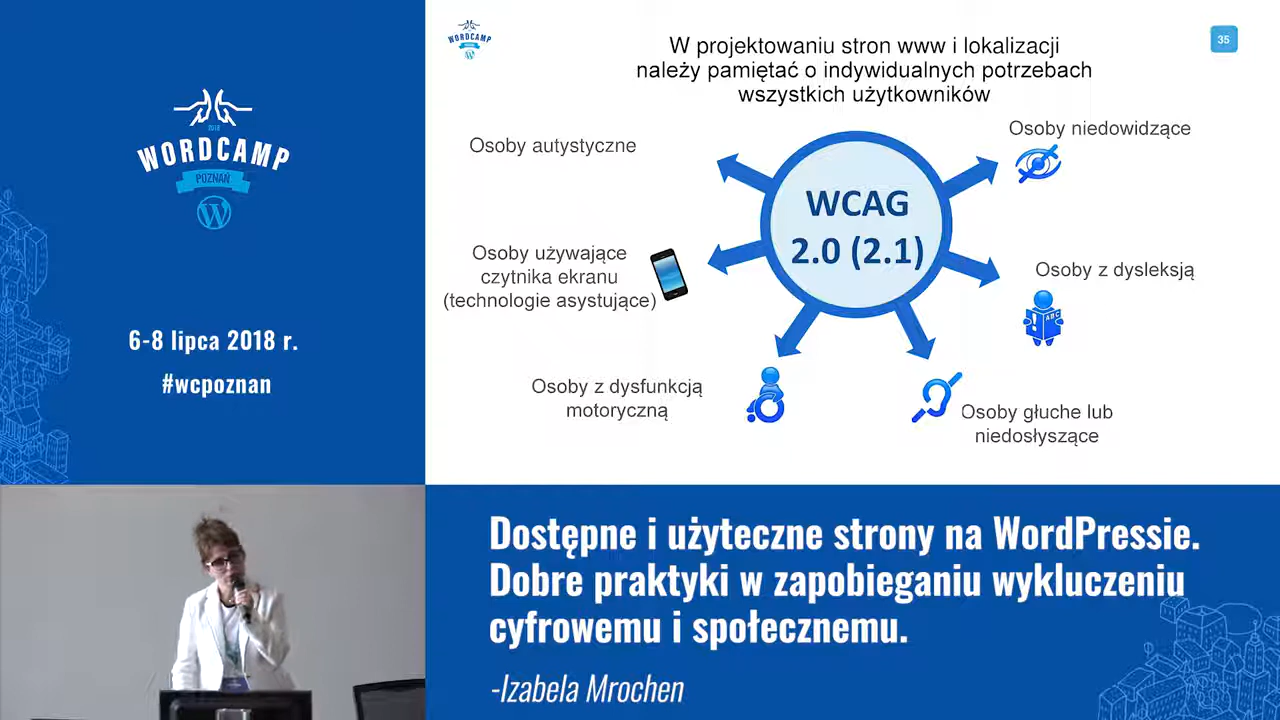 2018
WORDCAMP
POZNAŃ
6-8 lipca 2018 r.
#wcpoznan
WORDCAMP
35
W projektowaniu stron www i lokalizacji
należy pamiętać o indywidualnych potrzebach
wszystkich użytkowników
Osoby autystyczne
Osoby niedowidzące
WCAG
2.0 (2.1)
Osoby używające
czytnika ekranu
(technologie asystujące)
Osoby z dysleksją
ABC
Osoby z dysfunkcją
motoryczną
Osoby głuche lub
niedosłyszące
Dostępne i użyteczne strony na WordPressie.
Dobre praktyki w zapobieganiu wykluczeniu
cyfrowemu i społecznemu.
-Izabela Mrochen